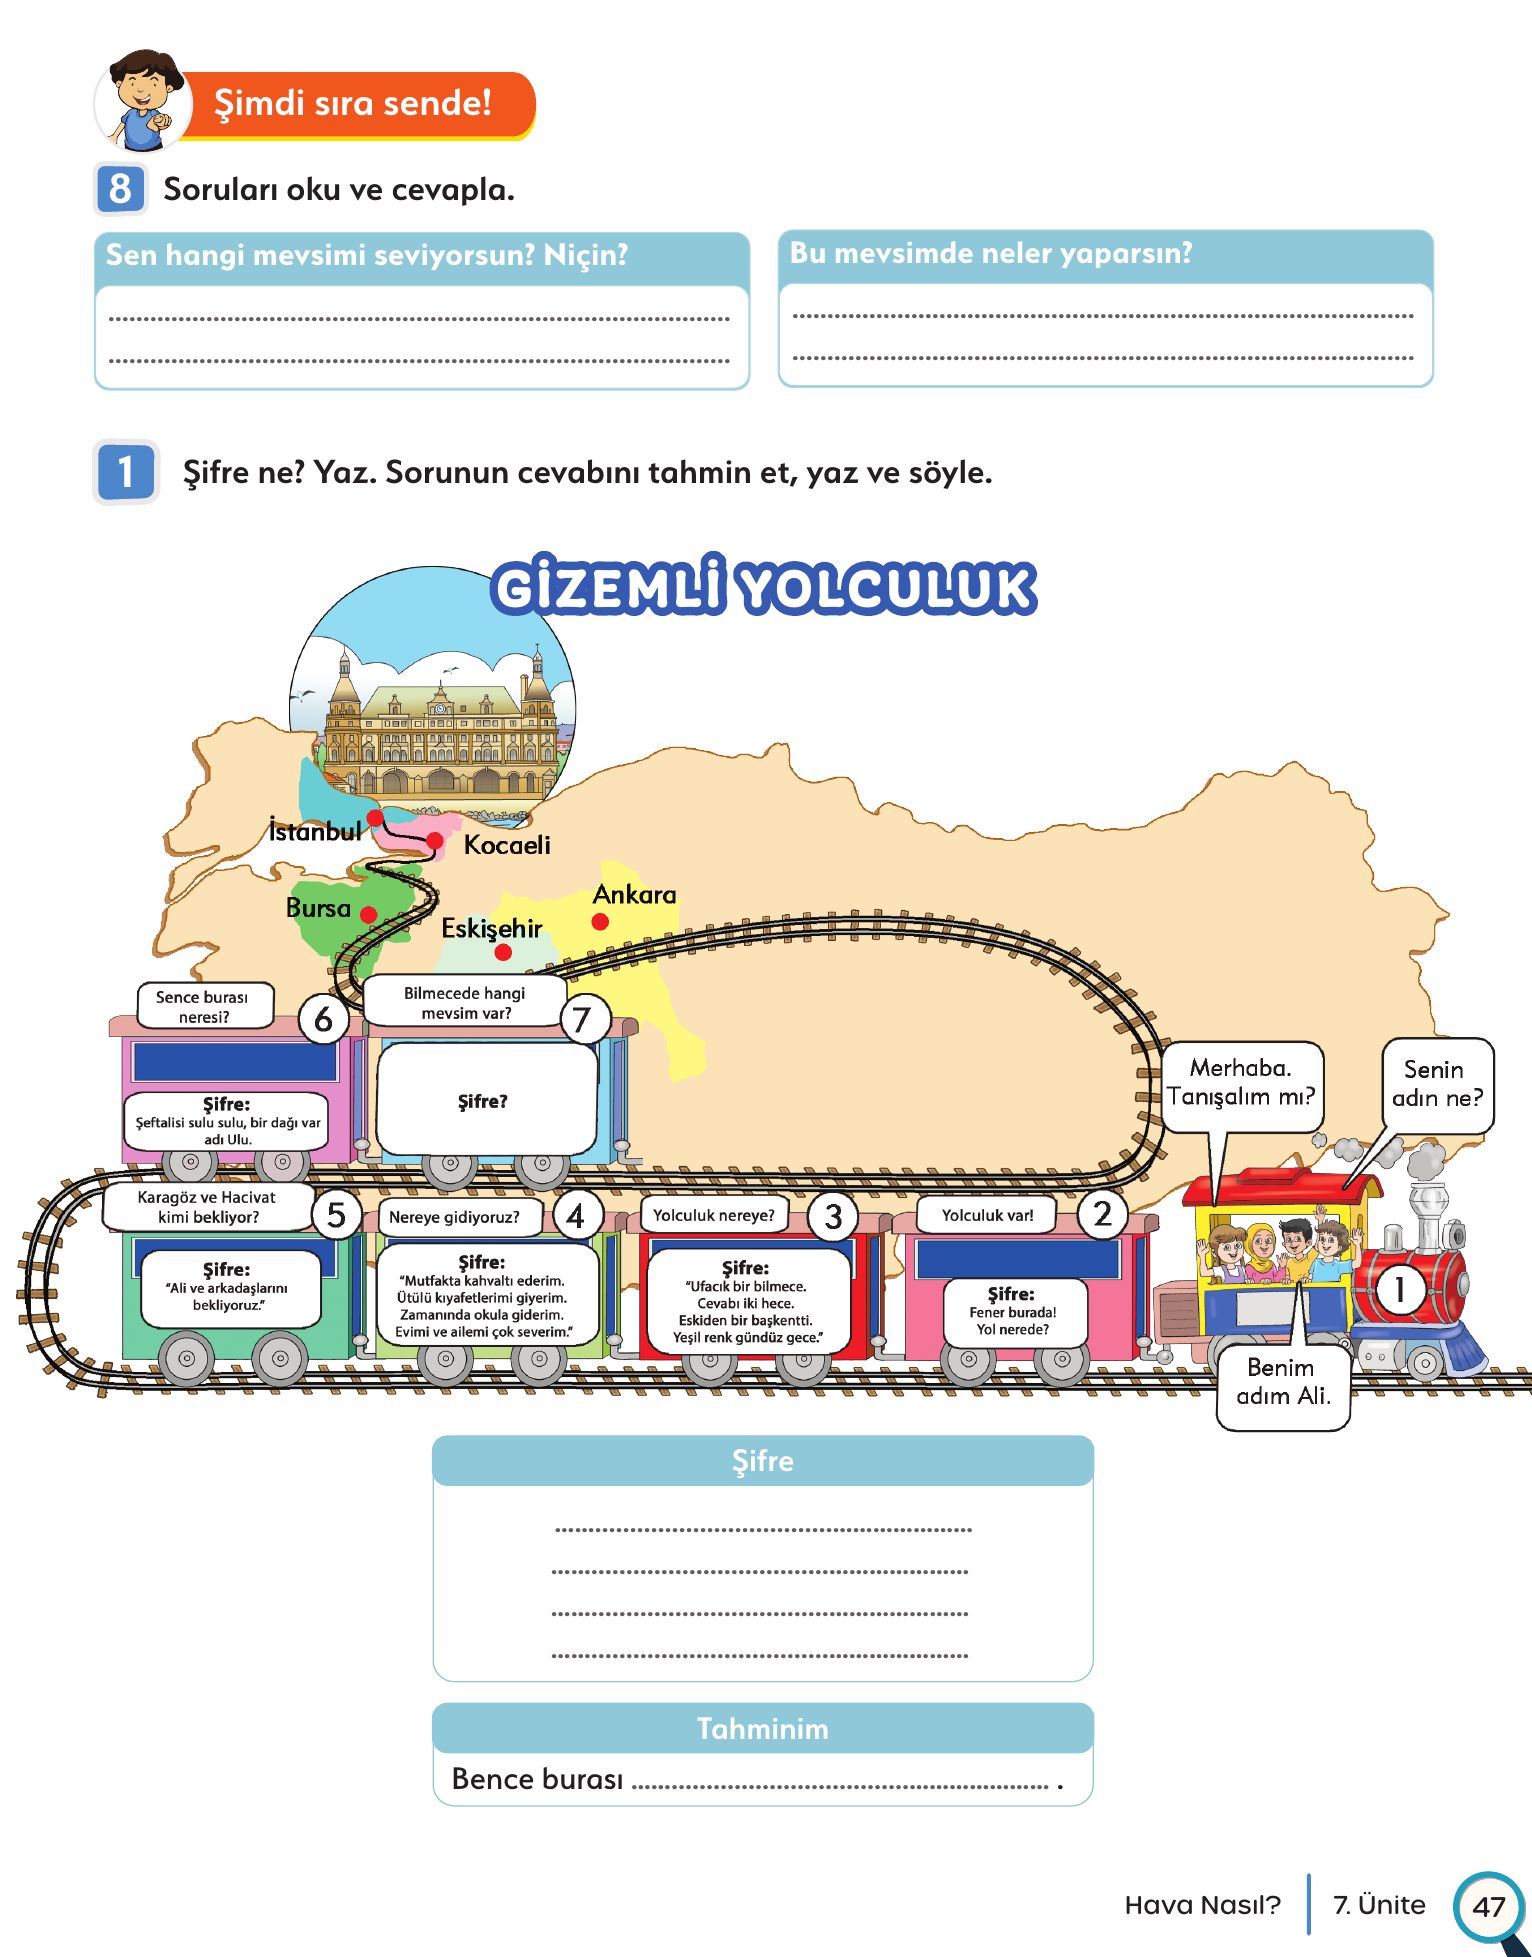 Şimdi sıra sende!
8 Soruları oku ve cevapla.
Sen hangi mevsimi seviyorsun? Niçin?
Bu mevsimde neler yaparsın?
1 Şifre ne? Yaz. Sorunun cevabını tahmin et, yaz ve söyle.
GİZEMLİ YOLCULUK
İstanbul
Kocaeli
Bursa
Eskişehir
Ankara
Merhaba.
Tanışalım mı?
Senin
adın ne?
Benim
adım Ali.
1
2
Yolculuk var!
Şifre:
Fener burada!
Yol nerede?
3
Yolculuk nereye?
Şifre:
"Ufacık bir bilmece.
Cevabı iki hece.
Eskiden bir başkentti.
Yeşil renk gündüz gece."
4
Nereye gidiyoruz?
Şifre:
"Mutfakta kahvaltı ederim.
Ütülü kıyafetlerimi giyerim.
Zamanında okula giderim.
Evimi ve ailemi çok severim."
5
Karagöz ve Hacivat
kimi bekliyor?
Şifre:
"Ali ve arkadaşlarını
bekliyoruz."
6
Sence burası
neresi?
Şifre:
Şeftalisi sulu sulu, bir dağı var
adı Ulu.
7
Bilmecede hangi
mevsim var?
Şifre?
Şifre
Tahminim
Bence burası ............................................................... .
Hava Nasıl? 7. Ünite 47